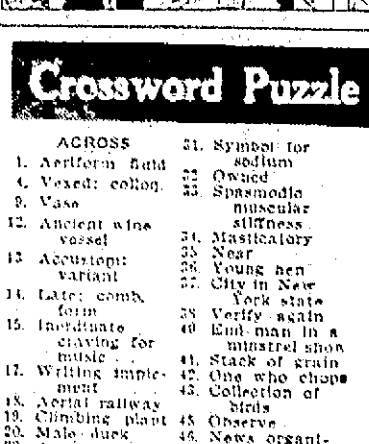 Crossword Puzzle
ACROSS
1. Aeriform fluid
4. Vexed: colloq.
9. Vase
12. Ancient wine
vessel
13. Accustom:
variant
14. Late: comb.
form
15. Inordinate
craving for
music
17. Writing imple-
ment
18. Aerial railway
19. Climbing plant
20. Male duck
31. Symbol for
sodium
32. Owned
33. Spasmodic
muscular
stiffness
34. Masticatory
35. Near
36. Young hen
37. City in New
York state
38. Verify again
40. End man in a
minstrel show
41. Stack of grain
42. One who chops
43. Collection of
birds
45. Observe
46. News organi-